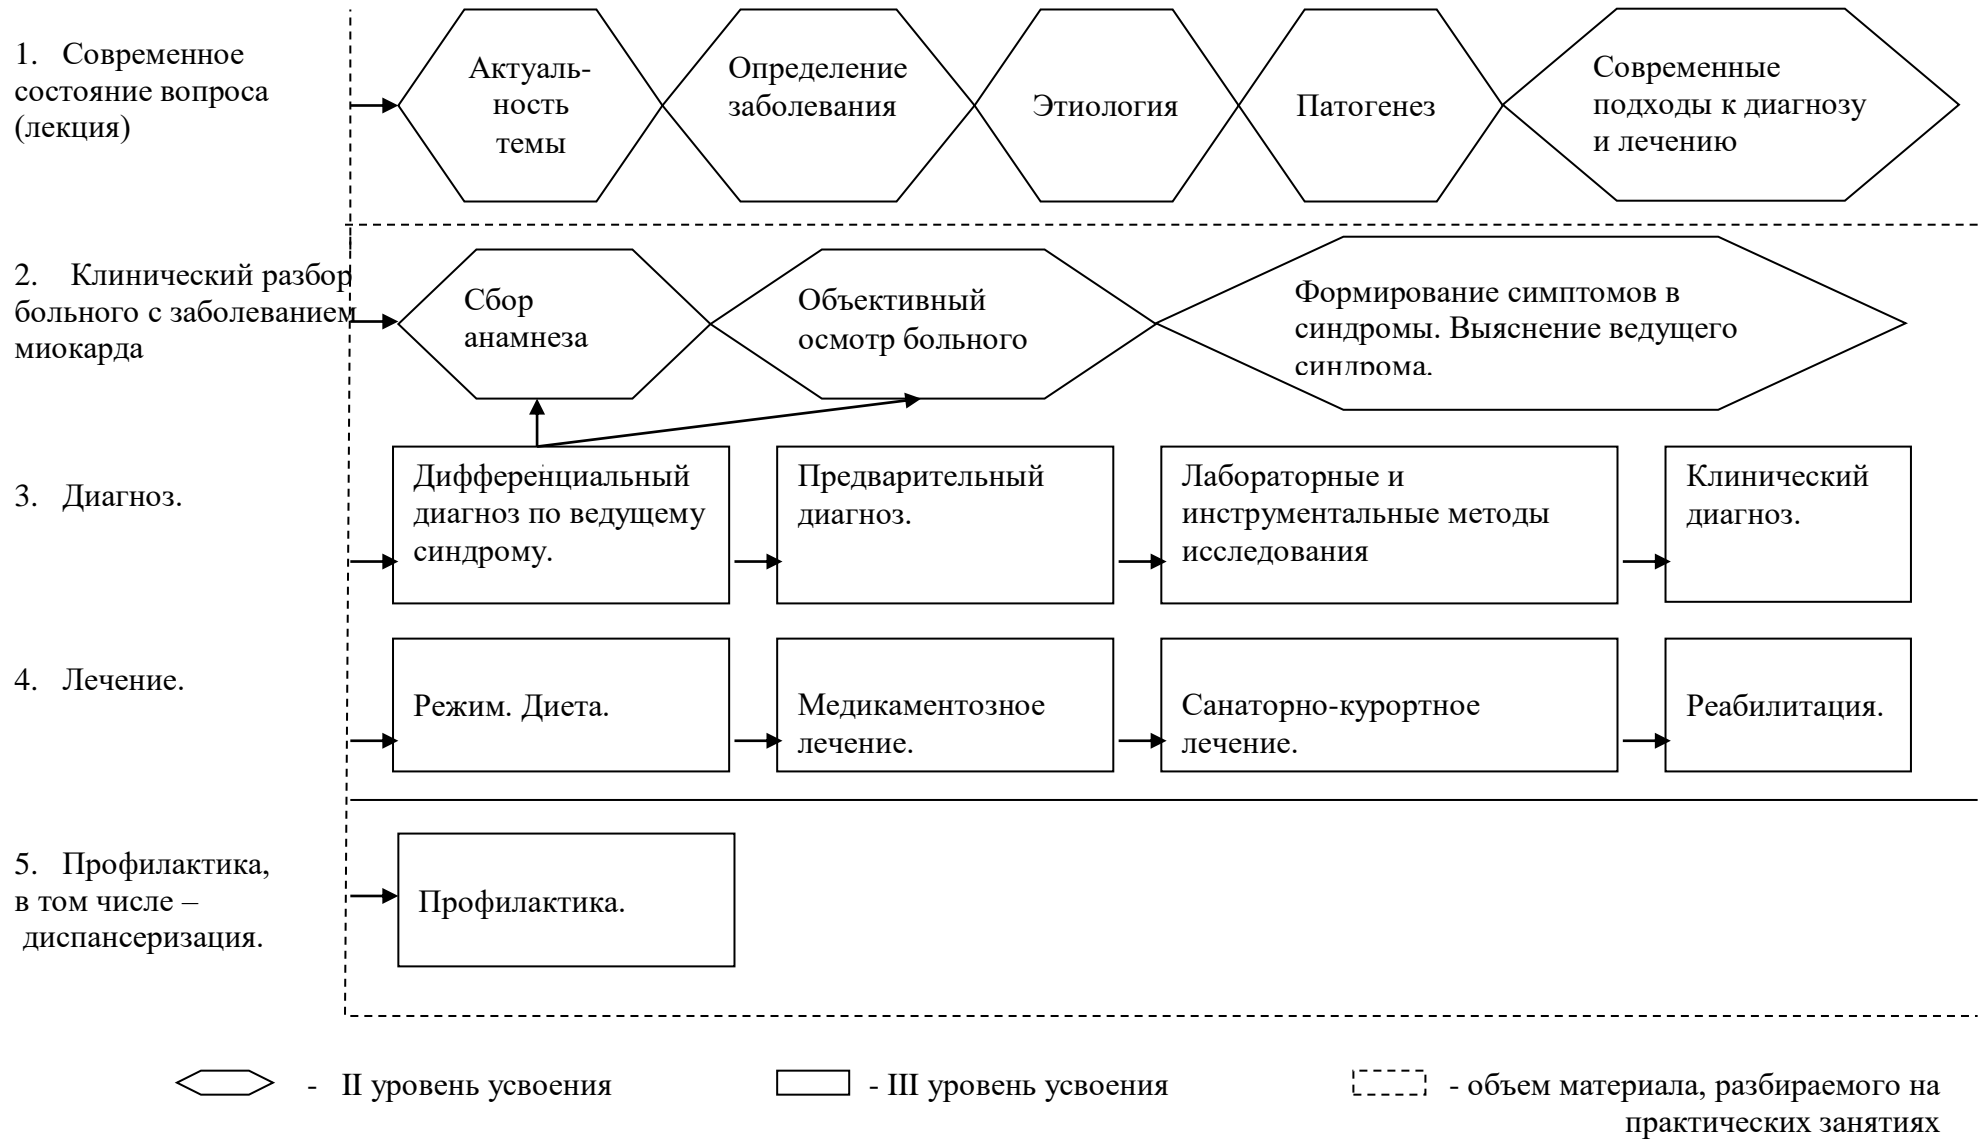 1. Современное
состояние вопроса
(лекция)
Актуаль-
ность
темы
Определение
заболевания
Этиология
Патогенез
Современные
подходы к диагнозу
и лечению
2. Клинический разбор
больного с заболеванием
миокарда
Сбор
анамнеза
Объективный
осмотр больного
Формирование симптомов в
синдромы. Выяснение ведущего
синдрома.
3. Диагноз.
Дифференциальный
диагноз по ведущему
синдрому.
Предварительный
диагноз.
Лабораторные и
инструментальные методы
исследования
Клинический
диагноз.
4. Лечение.
Режим. Диета.
Медикаментозное
лечение.
Санаторно-курортное
лечение.
Реабилитация.
5. Профилактика,
в том числе –
диспансеризация.
Профилактика.
- II уровень усвоения
- III уровень усвоения
- объем материала, разбираемого на
практических занятиях